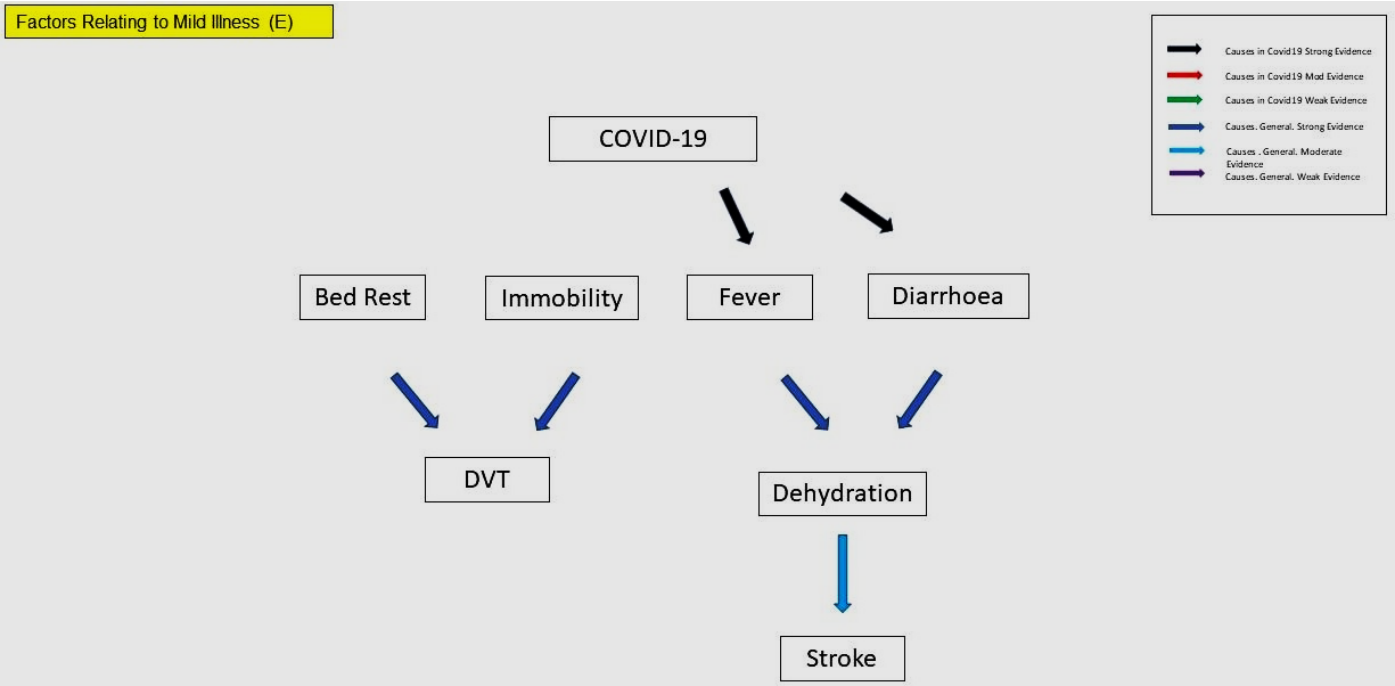 Factors Relating to Mild Illness (E)
Causes in Covid19 Strong Evidence
Causes in Covid19 Mod Evidence
Causes in Covid19 Weak Evidence
Causes. General. Strong Evidence
Causes . General. Moderate
Evidence
Causes. General. Weak Evidence
COVID-19
Bed Rest
Immobility
Fever
Diarrhoea
DVT
Dehydration
Stroke